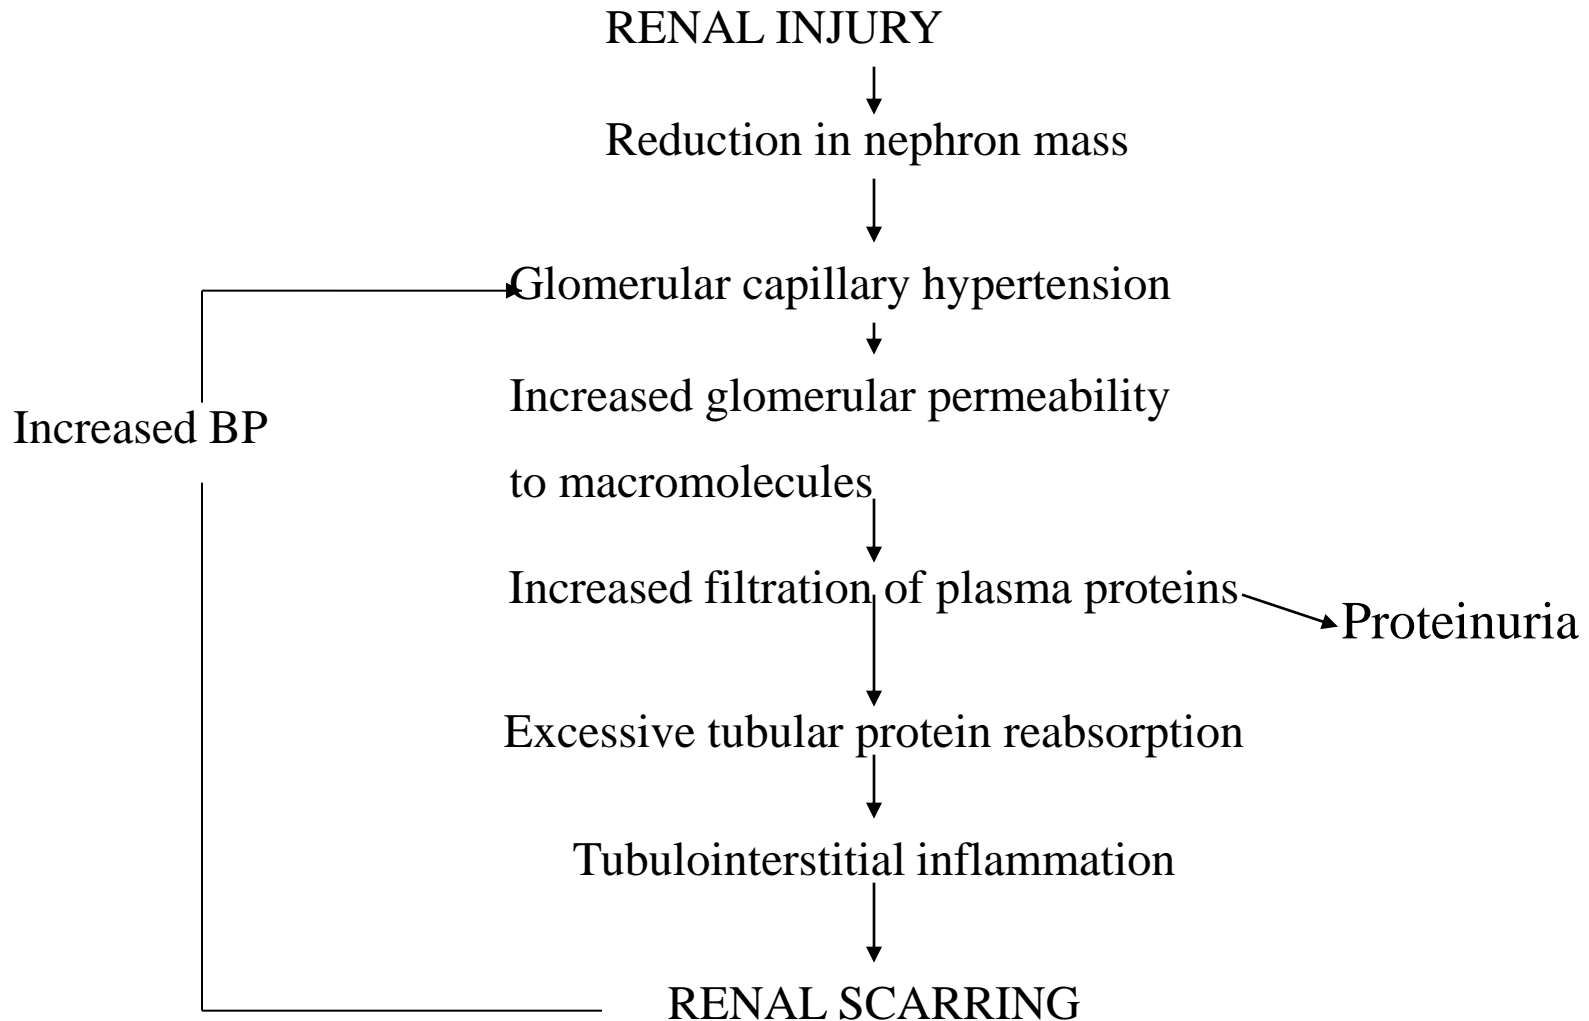 RENAL INJURY
Reduction in nephron mass
Glomerular capillary hypertension
Increased glomerular permeability
Increased BP
to macromolecules
Increased filtration of plasma proteins
Proteinuria
Excessive tubular protein reabsorption
Tubulointerstitial inflammation
RENAL SCARRING